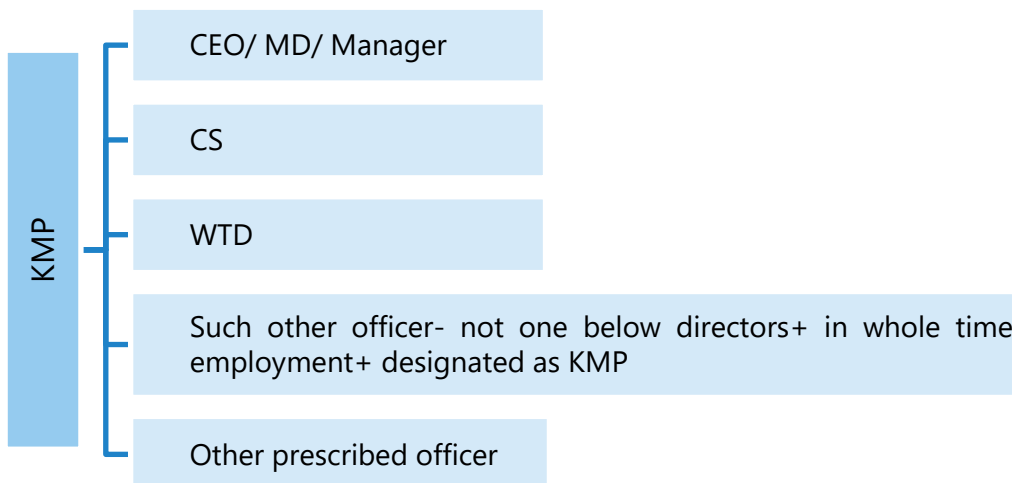 KMP
CEO/ MD/ Manager
CS
WTD
Such other officer- not one below directors+ in whole time
employment+ designated as KMP
Other prescribed officer